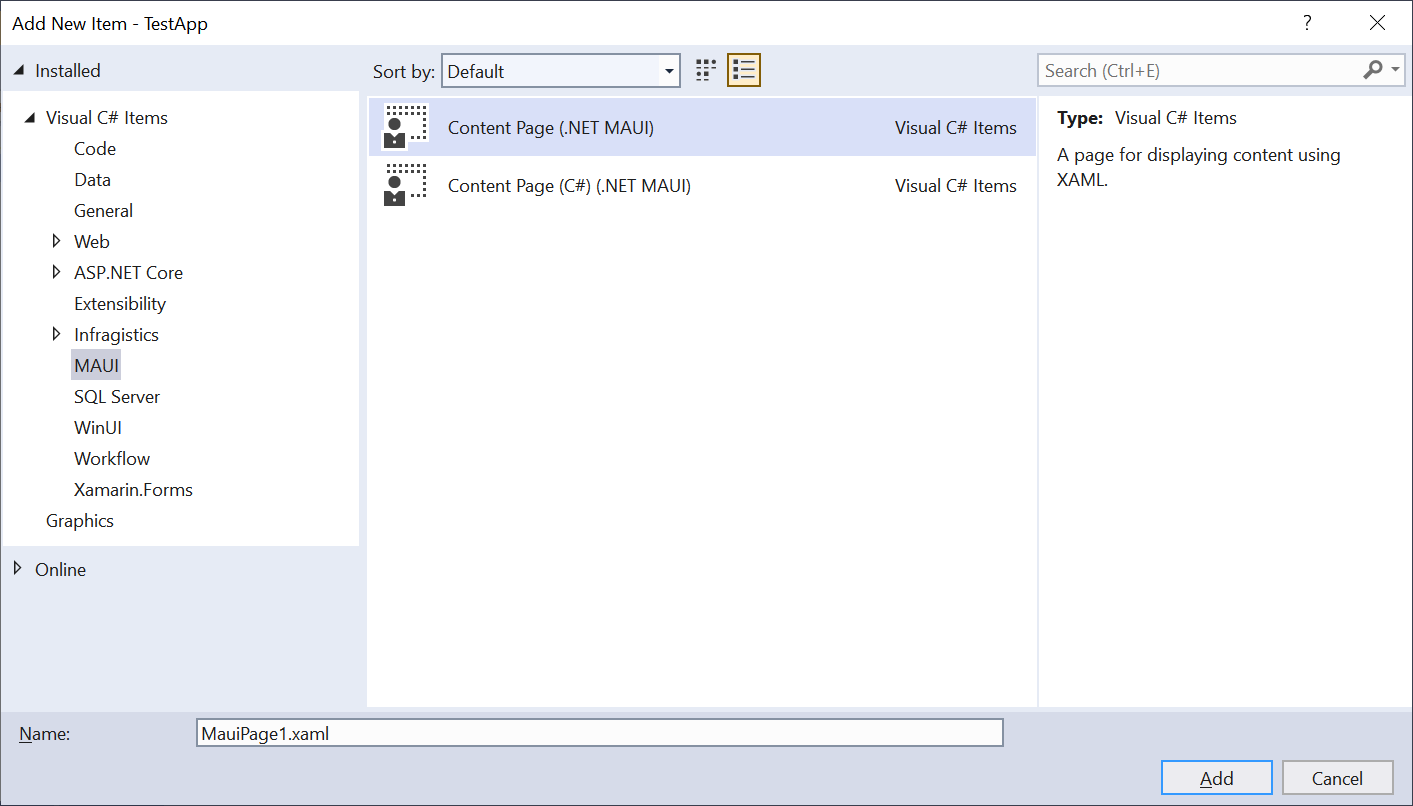 Add New Item - TestApp
?
Installed
Sort by: Default
Search (Ctrl+E)
Visual C# Items
Code
Data
General
Web
ASP.NET Core
Extensibility
Infragistics
MAUI
SQL Server
WinUI
Workflow
Xamarin.Forms
Graphics
Online
Content Page (.NET MAUI) Visual C# Items
Content Page (C#) (.NET MAUI) Visual C# Items
Type: Visual C# Items
A page for displaying content using
XAML.
Name: MauiPage1.xaml
Add Cancel